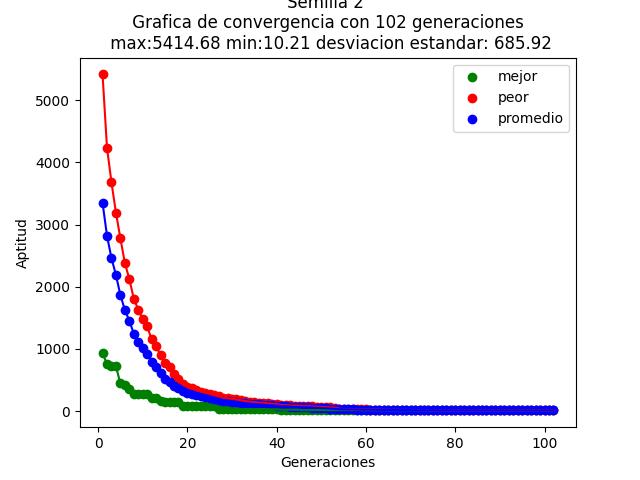 Semilla 2
Grafica de convergencia con 102 generaciones
max:5414.68 min:10.21 desviacion estandar: 685.92
mejor
peor
promedio
5000
4000
3000
2000
1000
0
Aptitud
0 20 40 60 80 100
Generaciones